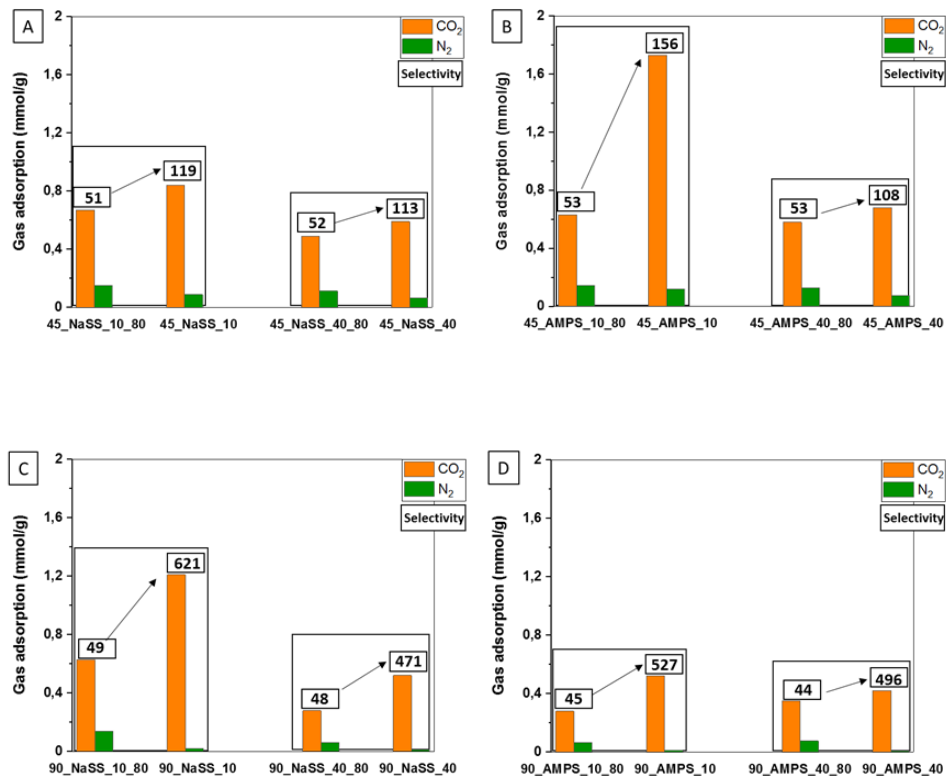 A
Gas adsorption (mmol/g)
2
1,6
1,2
0,8
0,4
0
CO₂
N₂
Selectivity
51
119
52
113
45_NaSS_10_80
45_NaSS_10
45_NaSS_40_80
45_NaSS_40
B
Gas adsorption (mmol/g)
2
1,6
1,2
0,8
0,4
0
CO₂
N₂
Selectivity
53
156
53
108
45_AMPS_10_80
45_AMPS_10
45_AMPS_40_80
45_AMPS_40
C
Gas adsorption (mmol/g)
2
1,6
1,2
0,8
0,4
0
CO₂
N₂
Selectivity
49
621
48
471
90_NaSS_10_80
90_NaSS_10
90_NaSS_40_80
90_NaSS_40
D
Gas adsorption (mmol/g)
2
1,6
1,2
0,8
0,4
0
CO₂
N₂
Selectivity
45
527
44
496
90_AMPS_10_80
90_AMPS_10
90_AMPS_40_80
90_AMPS_40